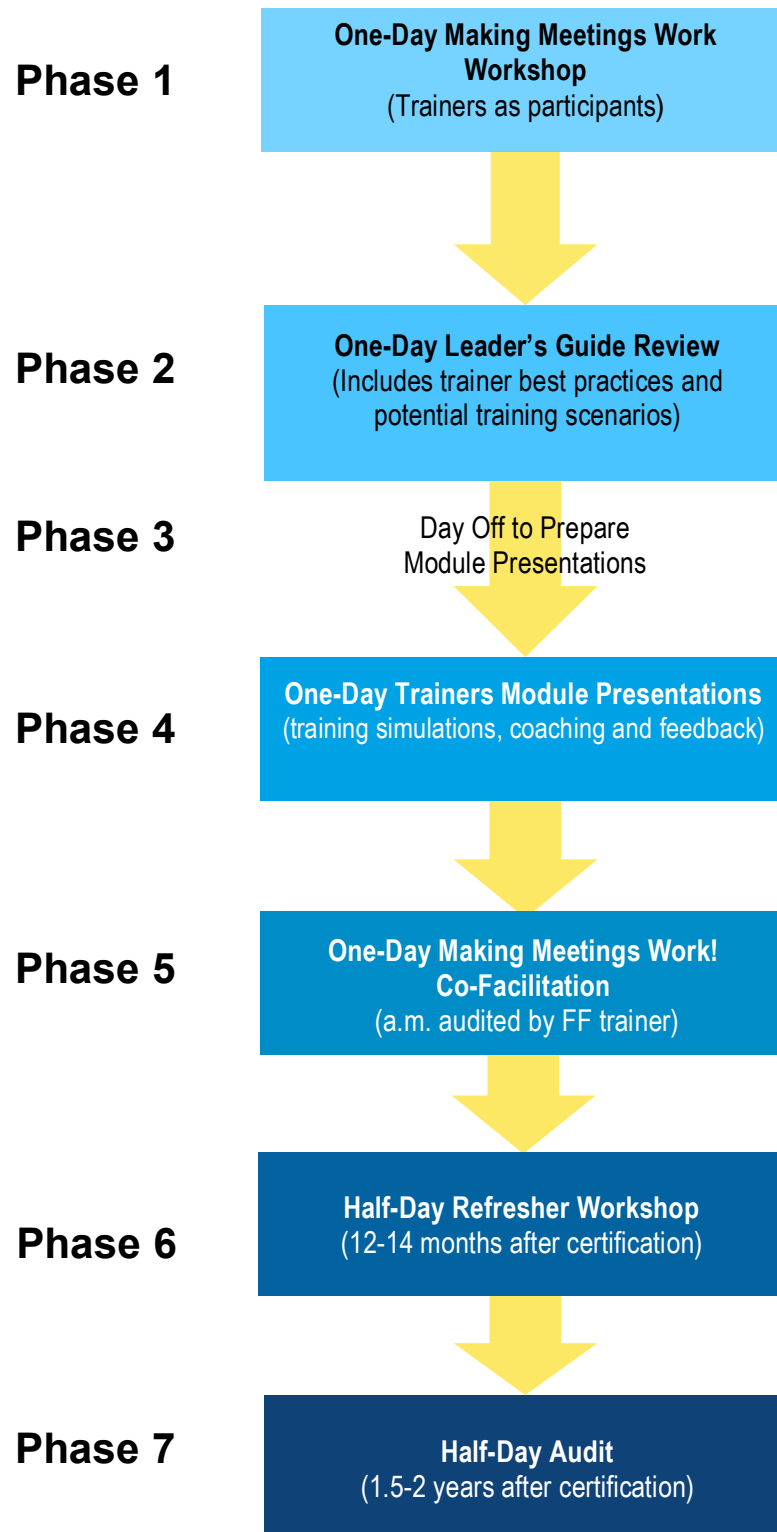 Phase 1
One-Day Making Meetings Work
Workshop
(Trainers as participants)
Phase 2
One-Day Leader’s Guide Review
(Includes trainer best practices and
potential training scenarios)
Phase 3
Day Off to Prepare
Module Presentations
Phase 4
One-Day Trainers Module Presentations
(training simulations, coaching and feedback)
Phase 5
One-Day Making Meetings Work!
Co-Facilitation
(a.m. audited by FF trainer)
Phase 6
Half-Day Refresher Workshop
(12-14 months after certification)
Phase 7
Half-Day Audit
(1.5-2 years after certification)